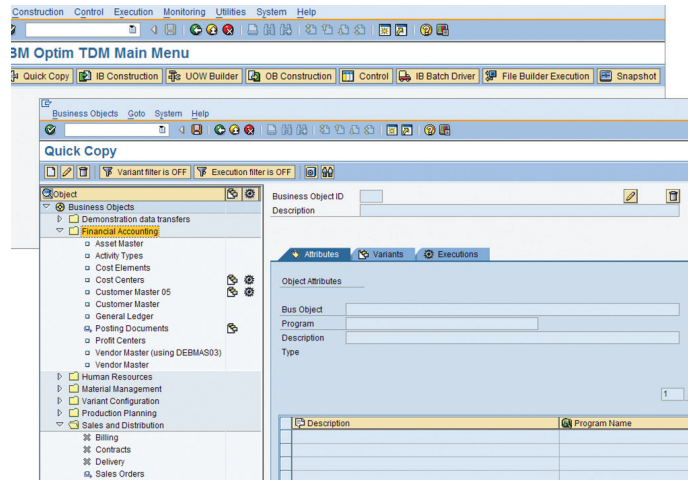 Construction Control Execution Monitoring Utilities System Help
BM Optim TDM Main Menu
Quick Copy IB Construction UOW Builder OB Construction Control IB Batch Driver File Builder Execution Snapshot
Business Objects Goto System Help
Quick Copy
Variant filter is OFF Execution filter is OFF
Object
Business Objects
Demonstration data transfers
Financial Accounting
Asset Master
Activity Types
Cost Elements
Cost Centers
Customer Master 05
Customer Master
General Ledger
Posting Documents
Profit Centers
Vendor Master (using DEBMAS03)
Vendor Master
Human Resources
Material Management
Variant Configuration
Production Planning
Sales and Distribution
Billing
Contracts
Delivery
Sales Orders
Business Object ID
Description
Attributes Variants Executions
Object Attributes
Bus Object
Program
Description
Type
1
Description Program Name